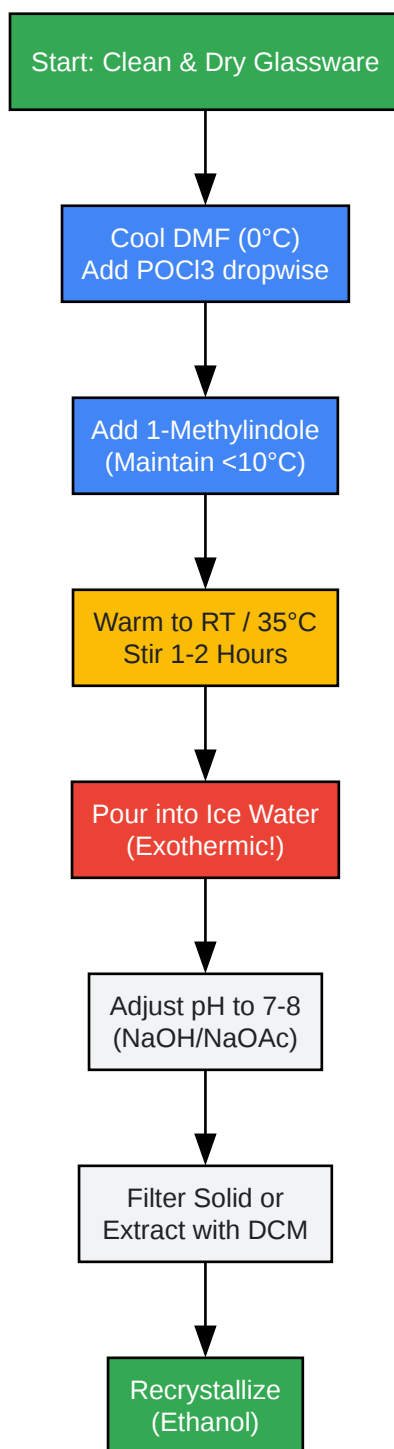 Start: Clean & Dry Glassware
Cool DMF (0°C)
Add POCl3 dropwise
Add 1-Methylindole
(Maintain <10°C)
Warm to RT / 35°C
Stir 1-2 Hours
Pour into Ice Water
(Exothermic!)
Adjust pH to 7-8
(NaOH/NaOAc)
Filter Solid or
Extract with DCM
Recrystallize
(Ethanol)